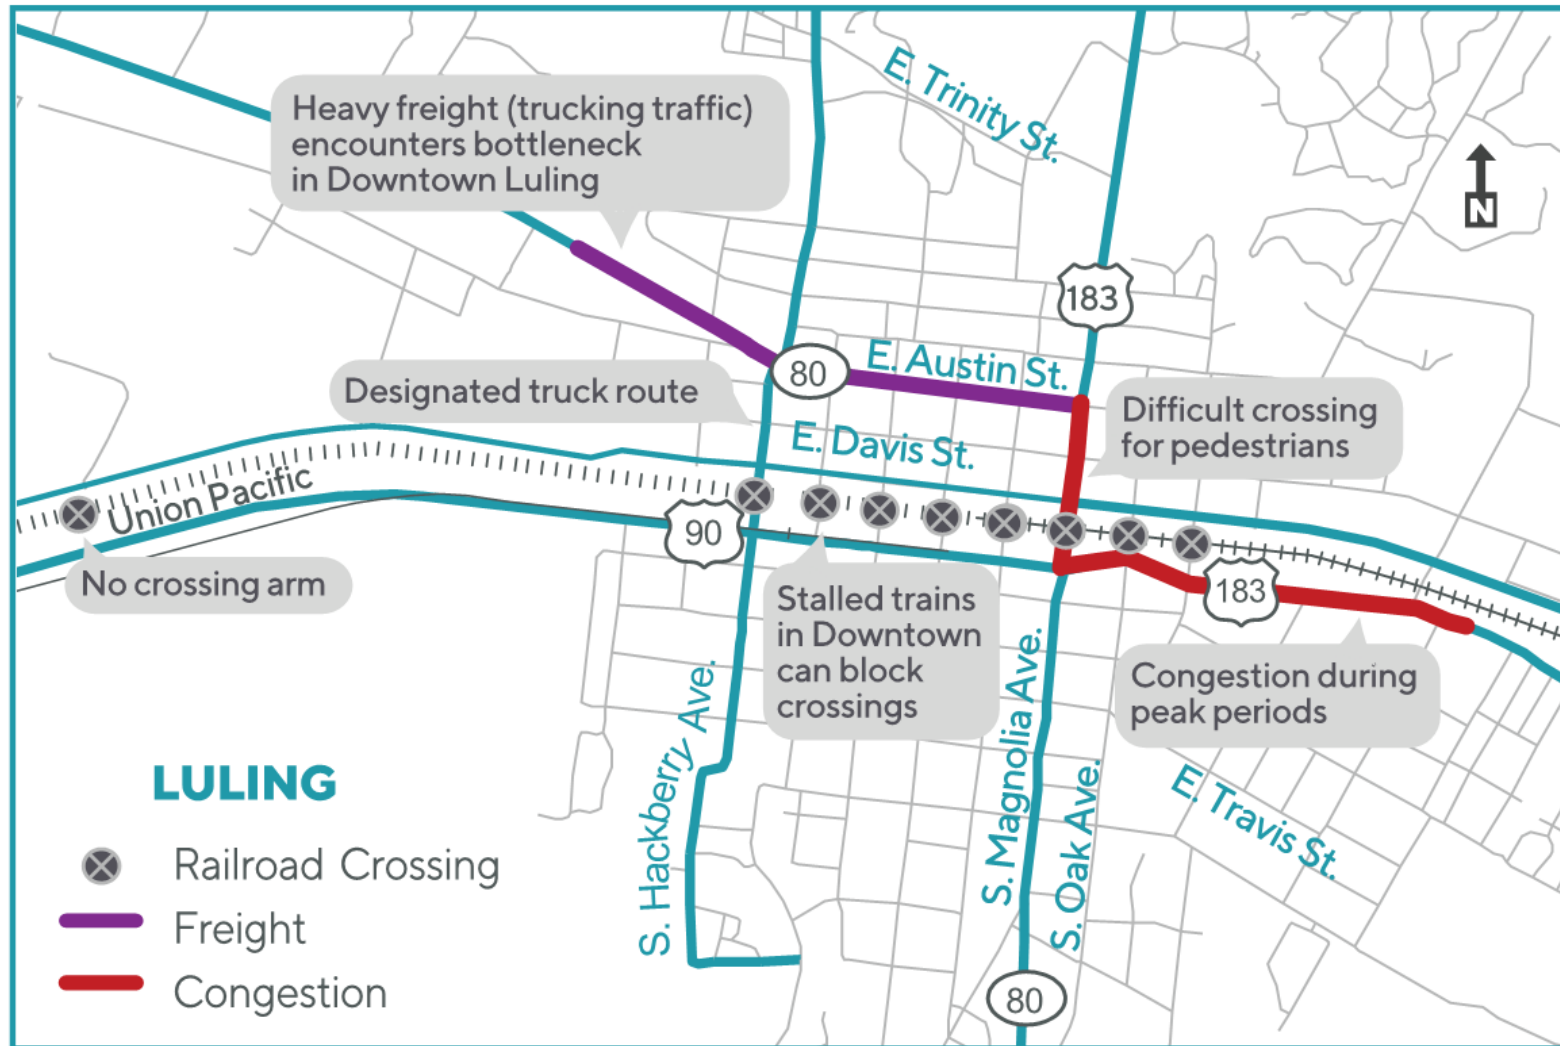 E. Trinity St.
Heavy freight (trucking traffic)
encounters bottleneck
in Downtown Luling
N
183
E. Austin St.
80
Designated truck route
Difficult crossing
for pedestrians
E. Davis St.
Union Pacific
90
No crossing arm
Stalled trains
in Downtown
can block
crossings
183
Congestion during
peak periods
S. Hackberry Ave.
S. Magnolia Ave.
S. Oak Ave.
E. Travis St.
80
LULING
Railroad Crossing
Freight
Congestion